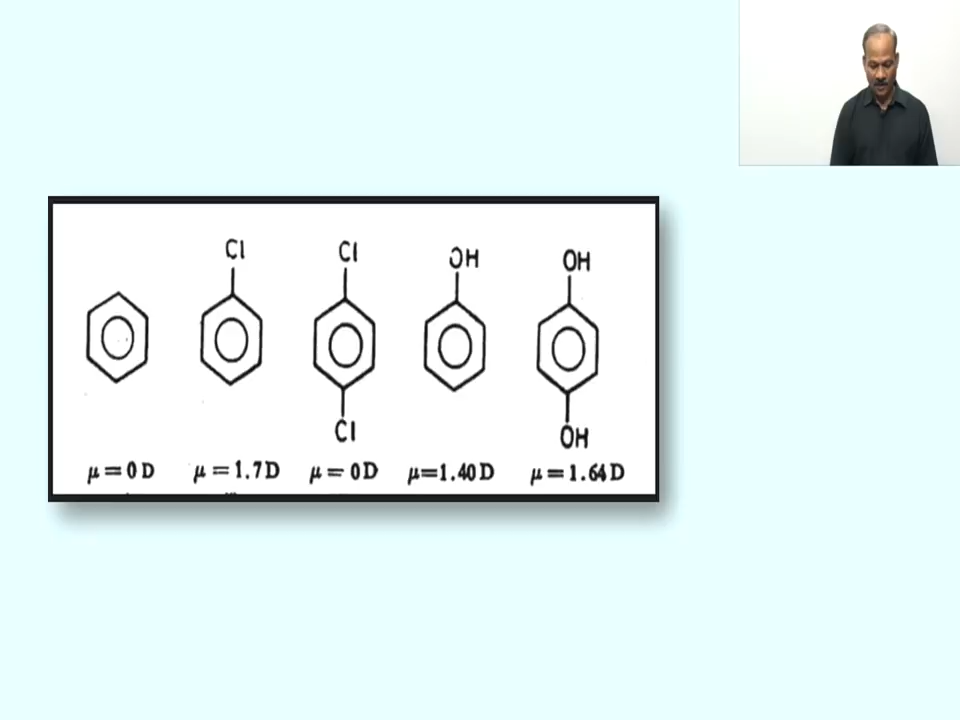 Cl Cl OH OH
Cl OH
μ = 0 D μ = 1.7 D μ = 0 D μ=1.40 D μ = 1.64 D